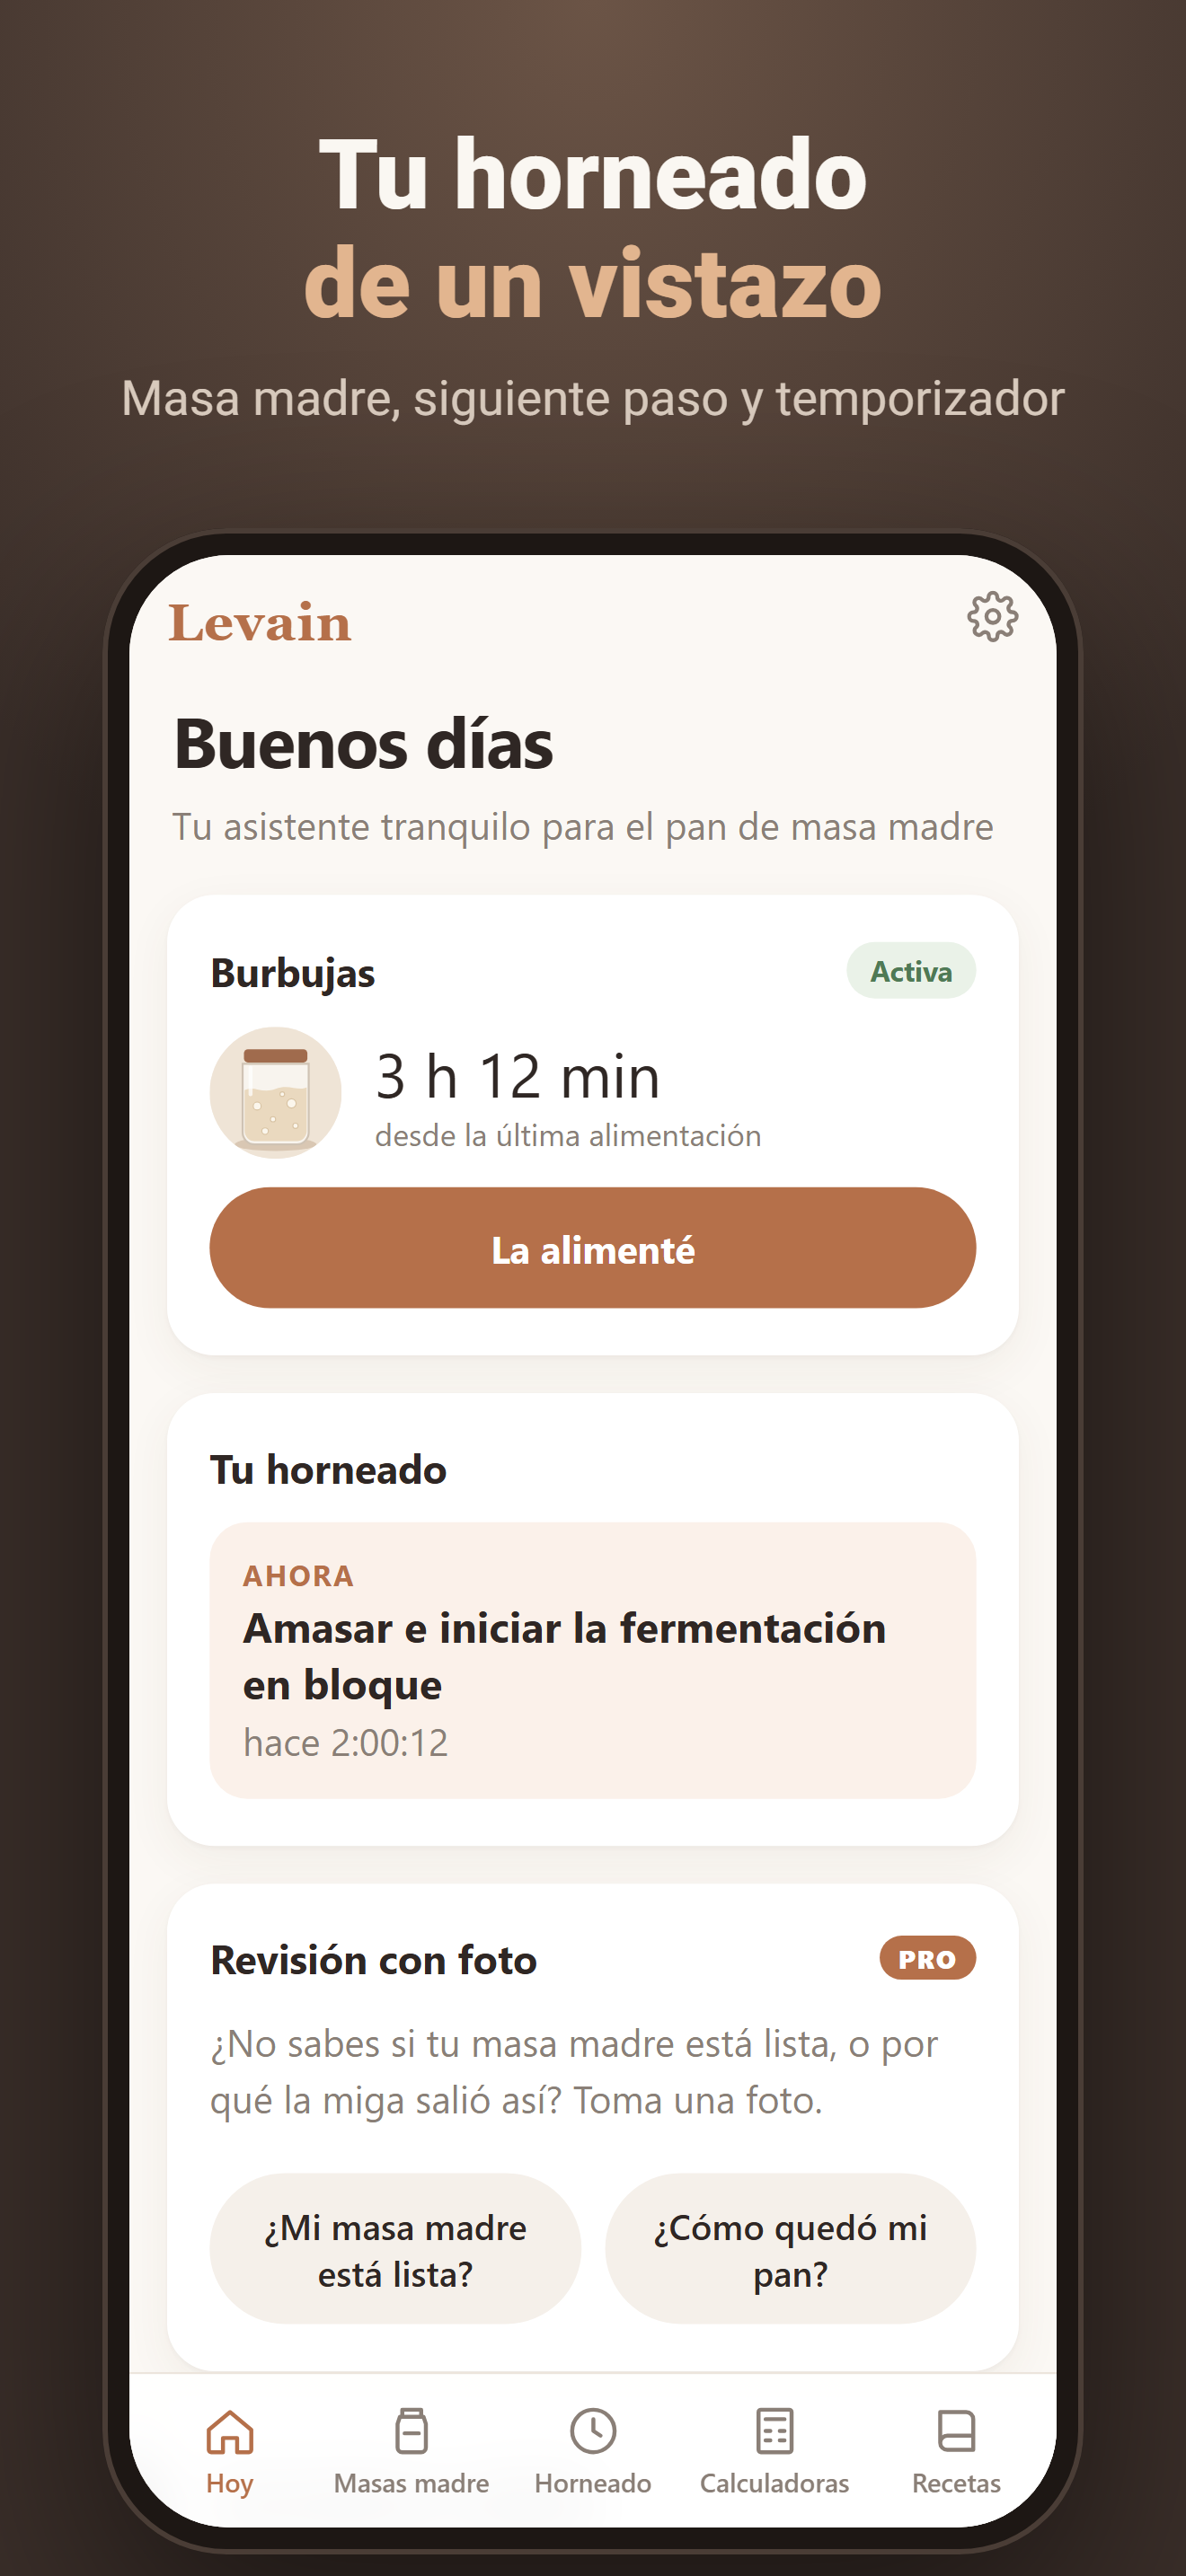 Tu horneado
de un vistazo
Masa madre, siguiente paso y temporizador
Levain
Buenos días
Tu asistente tranquilo para el pan de masa madre
Burbujas
Activa
3 h 12 min
desde la última alimentación
La alimenté
Tu horneado
AHORA
Amasar e iniciar la fermentación
en bloque
hace 2:00:12
Revisión con foto
PRO
¿No sabes si tu masa madre está lista, o por
qué la miga salió así? Toma una foto.
¿Mi masa madre
está lista?
¿Cómo quedó mi
pan?
Hoy
Masas madre
Horneado
Calculadoras
Recetas